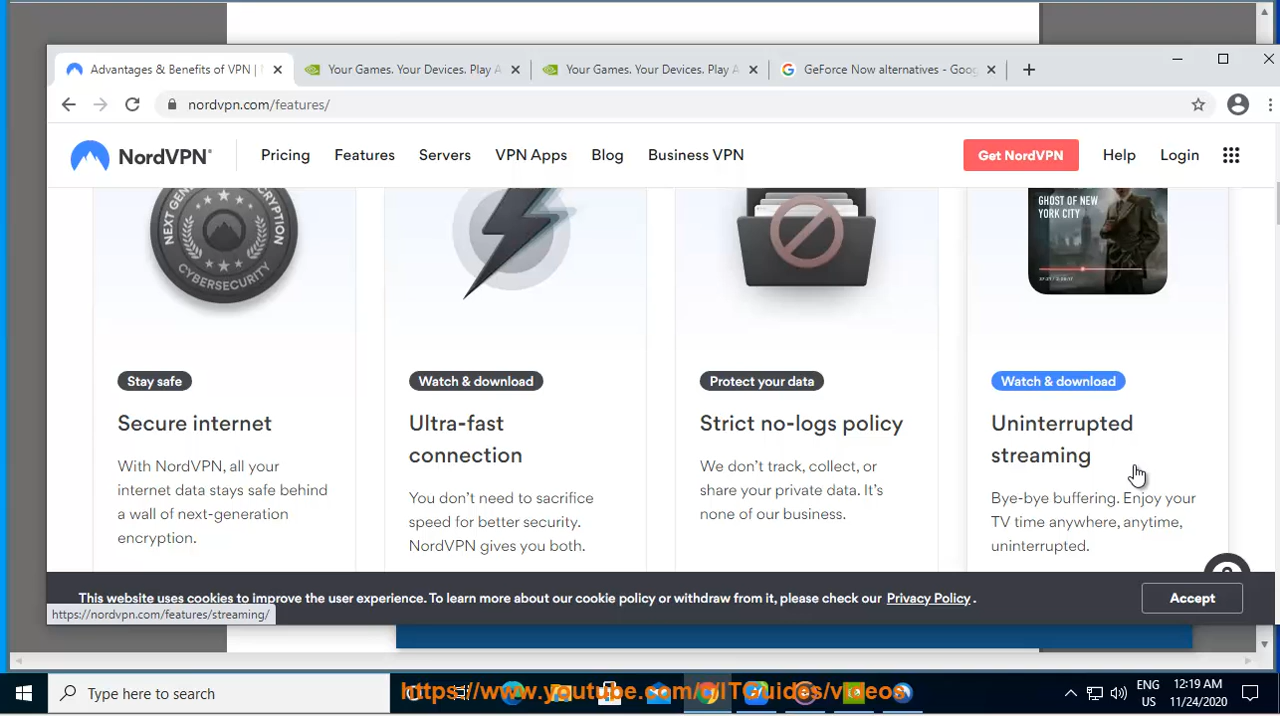 Advantages & Benefits of VPN |
Your Games. Your Devices. Play A
Your Games. Your Devices. Play A
GeForce Now alternatives - Goog
nordvpn.com/features/
NordVPN®
Pricing
Features
Servers
VPN Apps
Blog
Business VPN
Get NordVPN
Help
Login
NEXT GENERATION ENCRYPTION
CYBERSECURITY
GHOST OF NEW
YORK CITY
Stay safe
Secure internet
With NordVPN, all your
internet data stays safe behind
a wall of next-generation
encryption.
Watch & download
Ultra-fast
connection
You don’t need to sacrifice
speed for better security.
NordVPN gives you both.
Protect your data
Strict no-logs policy
We don’t track, collect, or
share your private data. It’s
none of our business.
Watch & download
Uninterrupted
streaming
Bye-bye buffering. Enjoy your
TV time anywhere, anytime,
uninterrupted.
This website uses cookies to improve the user experience. To learn more about our cookie policy or withdraw from it, please check our Privacy Policy .
Accept
https://nordvpn.com/features/streaming/
Type here to search
ENG
US
12:19 AM
11/24/2020